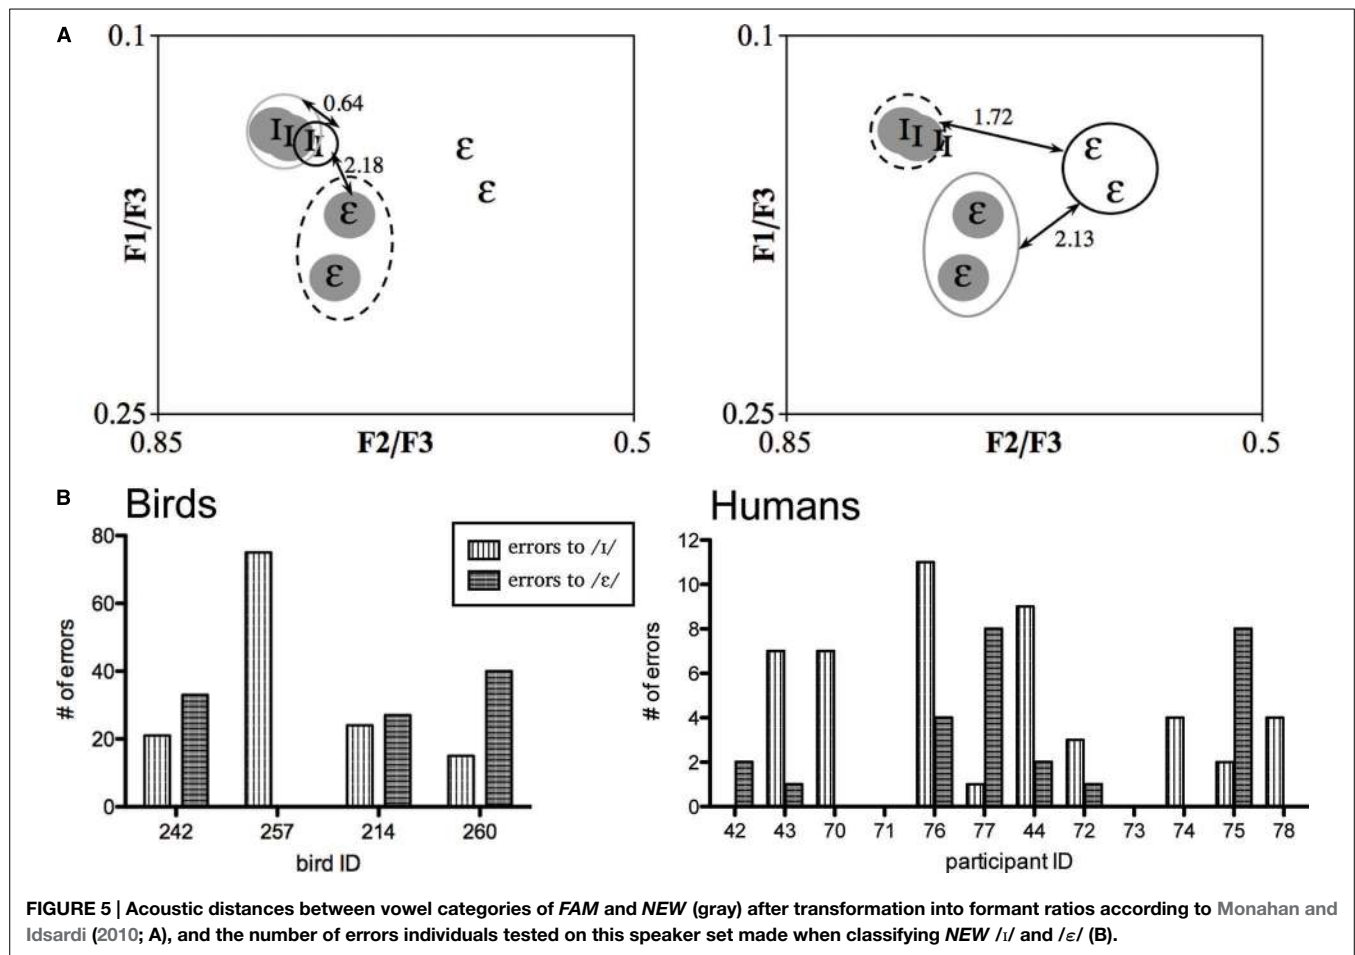 A
0.1
0.1
0.64
I I I I
2.18
ε
ε
ε
ε
F1/F3
0.25
0.85
F2/F3
0.5
1.72
I I I I
ε
ε
ε
ε
2.13
F1/F3
0.85
F2/F3
0.5
B
Birds
80
60
40
20
0
# of errors
242 257 214 260
bird ID
errors to /ɪ/
errors to /ε/
Humans
12
10
8
6
4
2
0
# of errors
42 43 70 71 76 77 44 72 73 74 75 78
participant ID
FIGURE 5 | Acoustic distances between vowel categories of FAM and NEW (gray) after transformation into formant ratios according to Monahan and
Idsardi (2010; A), and the number of errors individuals tested on this speaker set made when classifying NEW /ɪ/ and /ε/ (B).